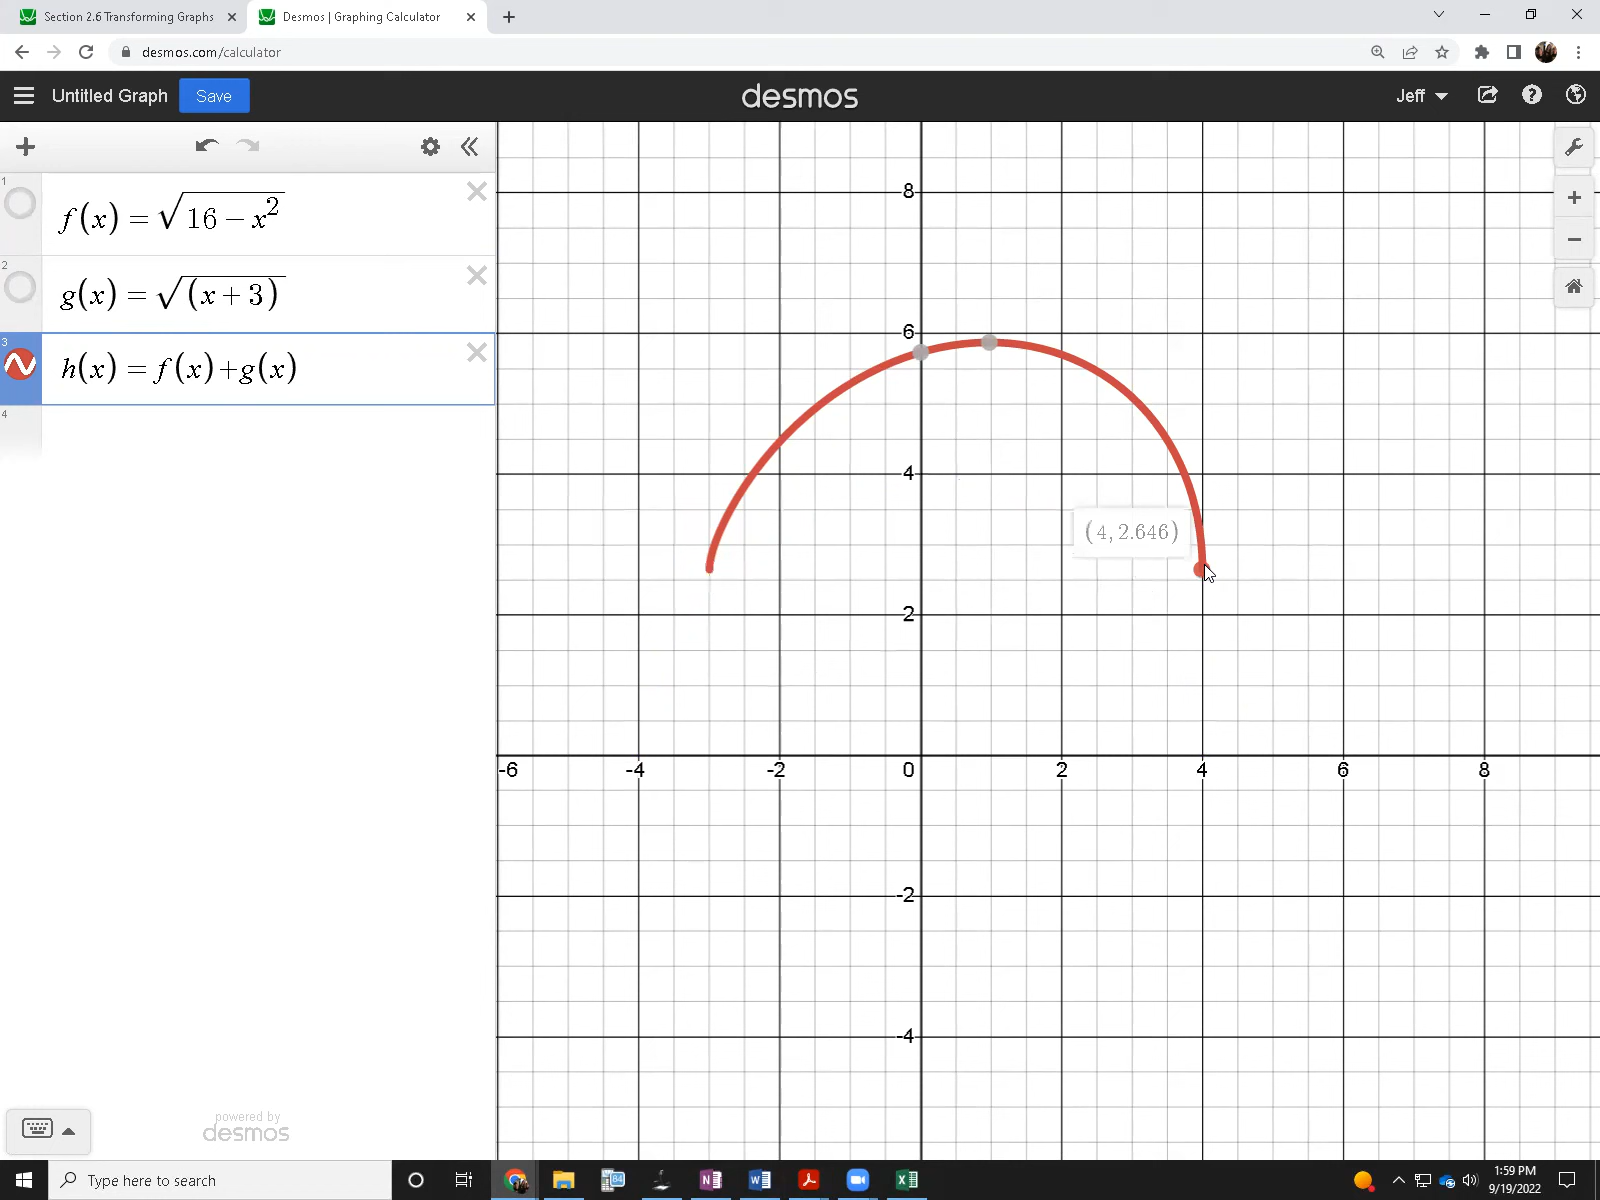 Section 2.6 Transforming Graphs
Desmos | Graphing Calculator
desmos.com/calculator
Untitled Graph
Save
desmos
Jeff
1
f(x) = √16 − x²
2
g(x) = √(x + 3)
3
h(x) = f(x)+g(x)
4
8
6
4
(4, 2.646)
2
-6 -4 -2 0 2 4 6 8
-2
-4
powered by
desmos
Type here to search
84
1:59 PM
9/19/2022